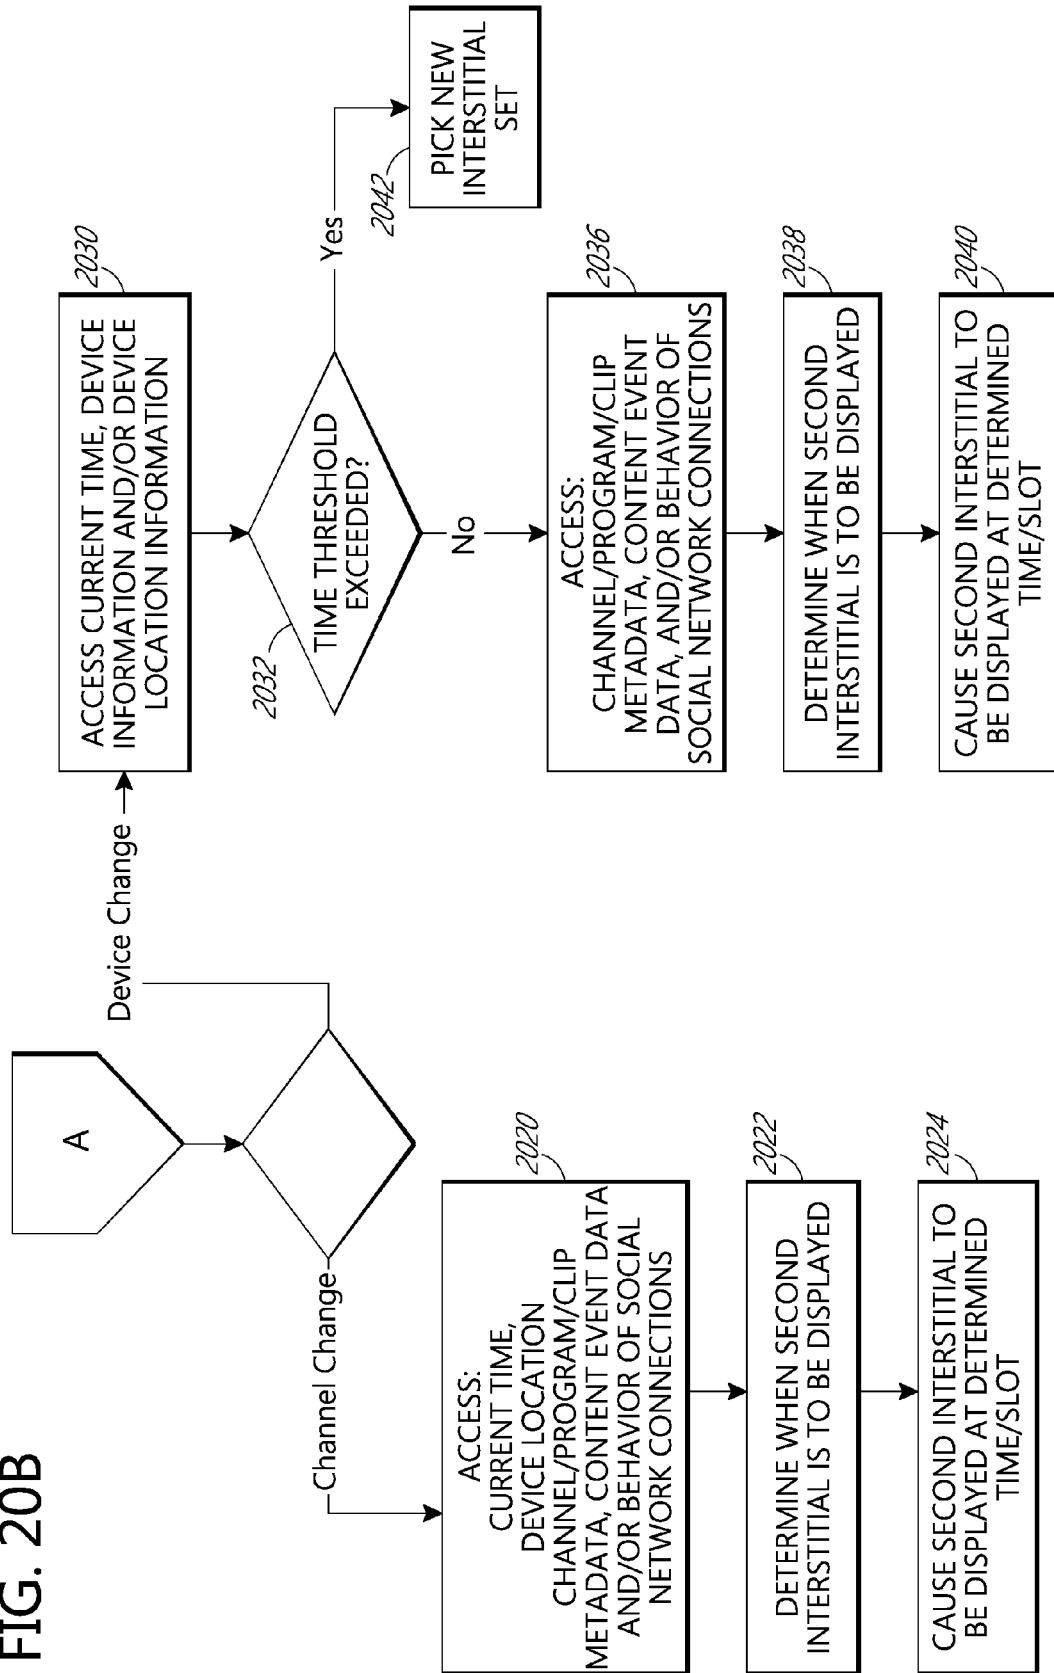 FIG. 20B
A
Channel Change
Device Change
2020
ACCESS:
CURRENT TIME,
DEVICE LOCATION
CHANNEL/PROGRAM/CLIP
METADATA, CONTENT EVENT DATA
AND/OR BEHAVIOR OF SOCIAL
NETWORK CONNECTIONS
2022
DETERMINE WHEN SECOND
INTERSTITIAL IS TO BE DISPLAYED
2024
CAUSE SECOND INTERSTITIAL TO
BE DISPLAYED AT DETERMINED
TIME/SLOT
2030
ACCESS CURRENT TIME, DEVICE
INFORMATION AND/OR DEVICE
LOCATION INFORMATION
2032
TIME THRESHOLD
EXCEEDED?
Yes
No
2042
PICK NEW
INTERSTITIAL
SET
2036
ACCESS:
CHANNEL/PROGRAM/CLIP
METADATA, CONTENT EVENT
DATA, AND/OR BEHAVIOR OF
SOCIAL NETWORK CONNECTIONS
2038
DETERMINE WHEN SECOND
INTERSTITIAL IS TO BE DISPLAYED
2040
CAUSE SECOND INTERSTITIAL TO
BE DISPLAYED AT DETERMINED
TIME/SLOT